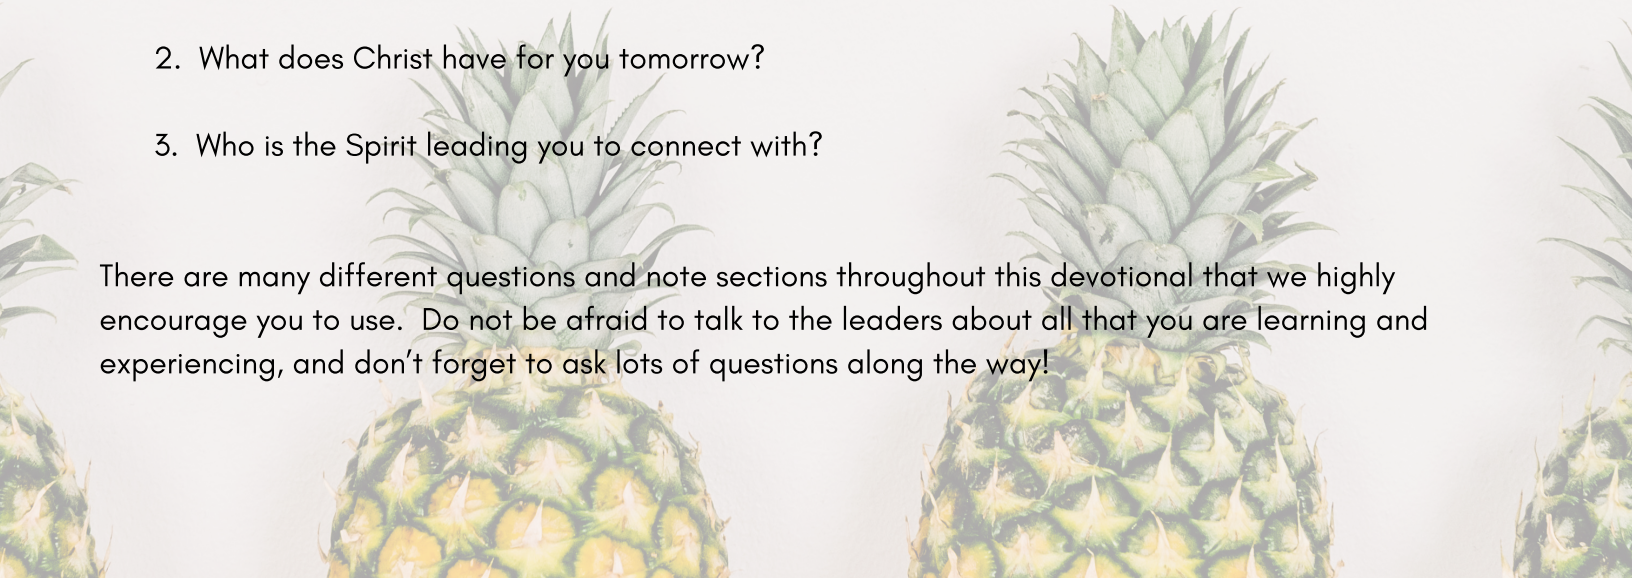 2.  What does Christ have for you tomorrow?
3.  Who is the Spirit leading you to connect with?
There are many different questions and note sections throughout this devotional that we highly
encourage you to use.  Do not be afraid to talk to the leaders about all that you are learning and
experiencing, and don't forget to ask lots of questions along the way!